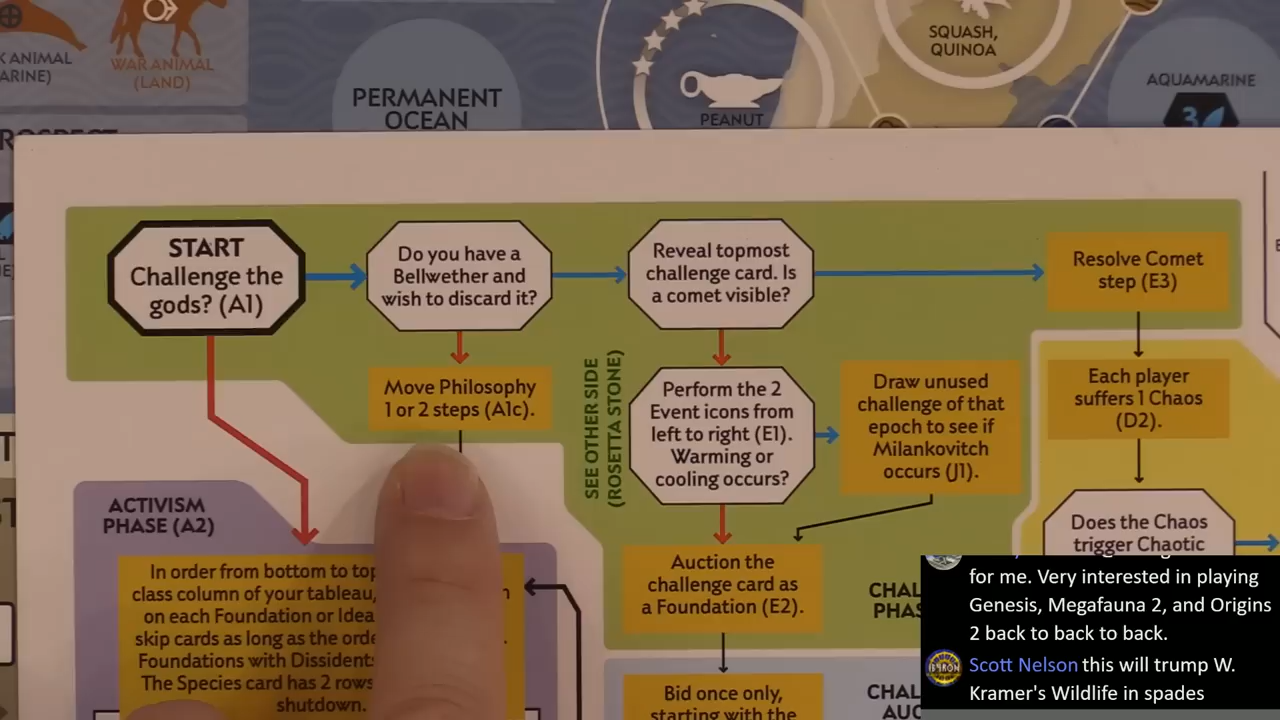 K ANIMAL
ARINE)
WAR ANIMAL
(LAND)
PERMANENT
OCEAN
PEANUT
SQUASH,
QUINOA
AQUAMARINE
3
START
Challenge the
gods? (A1)
Do you have a
Bellwether and
wish to discard it?
Reveal topmost
challenge card. Is
a comet visible?
Resolve Comet
step (E3)
Move Philosophy
1 or 2 steps (A1c).
SEE OTHER SIDE
(ROSETTA STONE)
Perform the 2
Event icons from
left to right (E1).
Warming or
cooling occurs?
Draw unused
challenge of that
epoch to see if
Milankovitch
occurs (J1).
Each player
suffers 1 Chaos
(D2).
Does the Chaos
trigger Chaotic
ACTIVISM
PHASE (A2)
In order from bottom to top
class column of your tableau,
on each Foundation or Idea
skip cards as long as the orde
Foundations with Dissident
The Species card has 2 rows
shutdown.
Auction the
challenge card as
a Foundation (E2).
CHAL
PHAS
Bid once only,
starting with the
CHAL
AUC
for me. Very interested in playing
Genesis, Megafauna 2, and Origins
2 back to back to back.
Scott Nelson this will trump W.
Kramer's Wildlife in spades